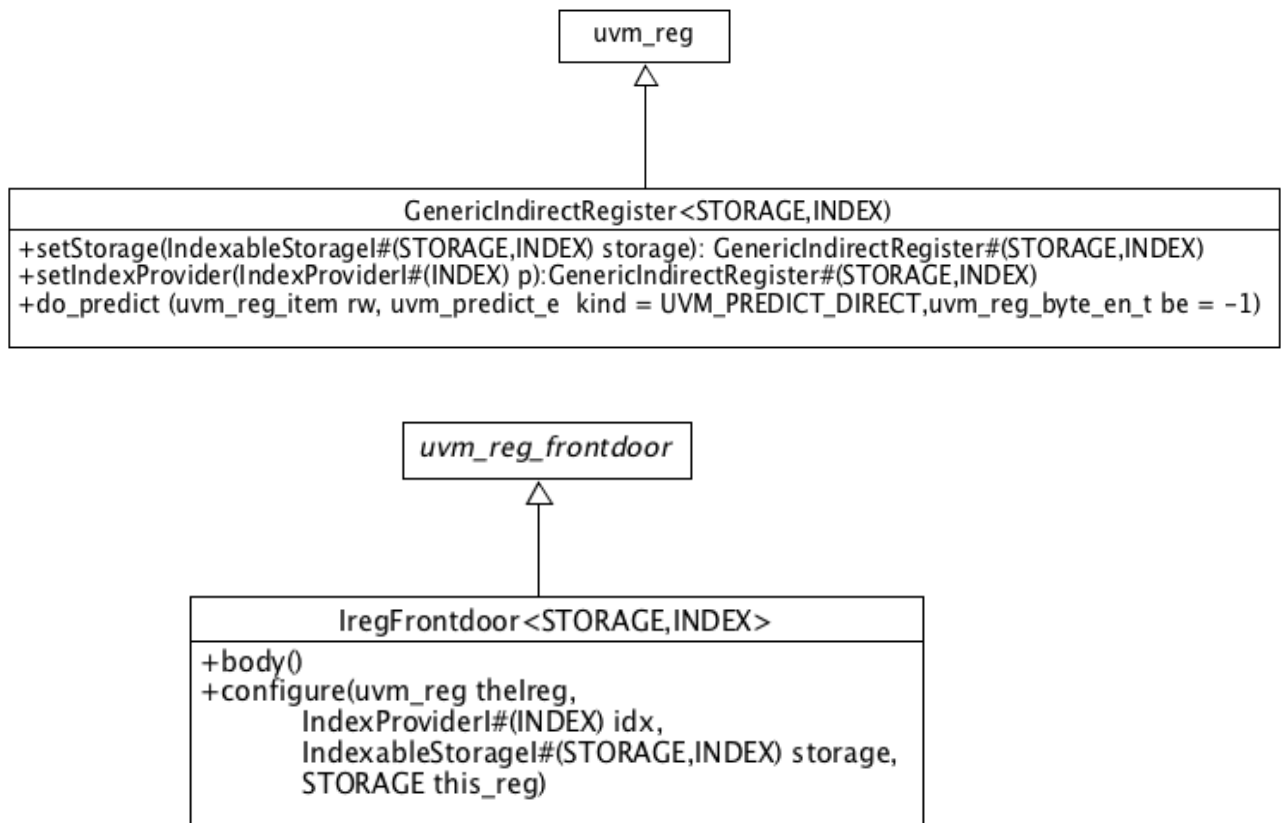 uvm_reg
GenericIndirectRegister<STORAGE,INDEX)
+setStorage(IndexableStorageI#(STORAGE,INDEX) storage): GenericIndirectRegister#(STORAGE,INDEX)
+setIndexProvider(IndexProviderI#(INDEX) p):GenericIndirectRegister#(STORAGE,INDEX)
+do_predict (uvm_reg_item rw, uvm_predict_e  kind = UVM_PREDICT_DIRECT,uvm_reg_byte_en_t be = -1)
uvm_reg_frontdoor
IregFrontdoor<STORAGE,INDEX>
+body()
+configure(uvm_reg theIreg,
IndexProviderI#(INDEX) idx,
IndexableStorageI#(STORAGE,INDEX) storage,
STORAGE this_reg)